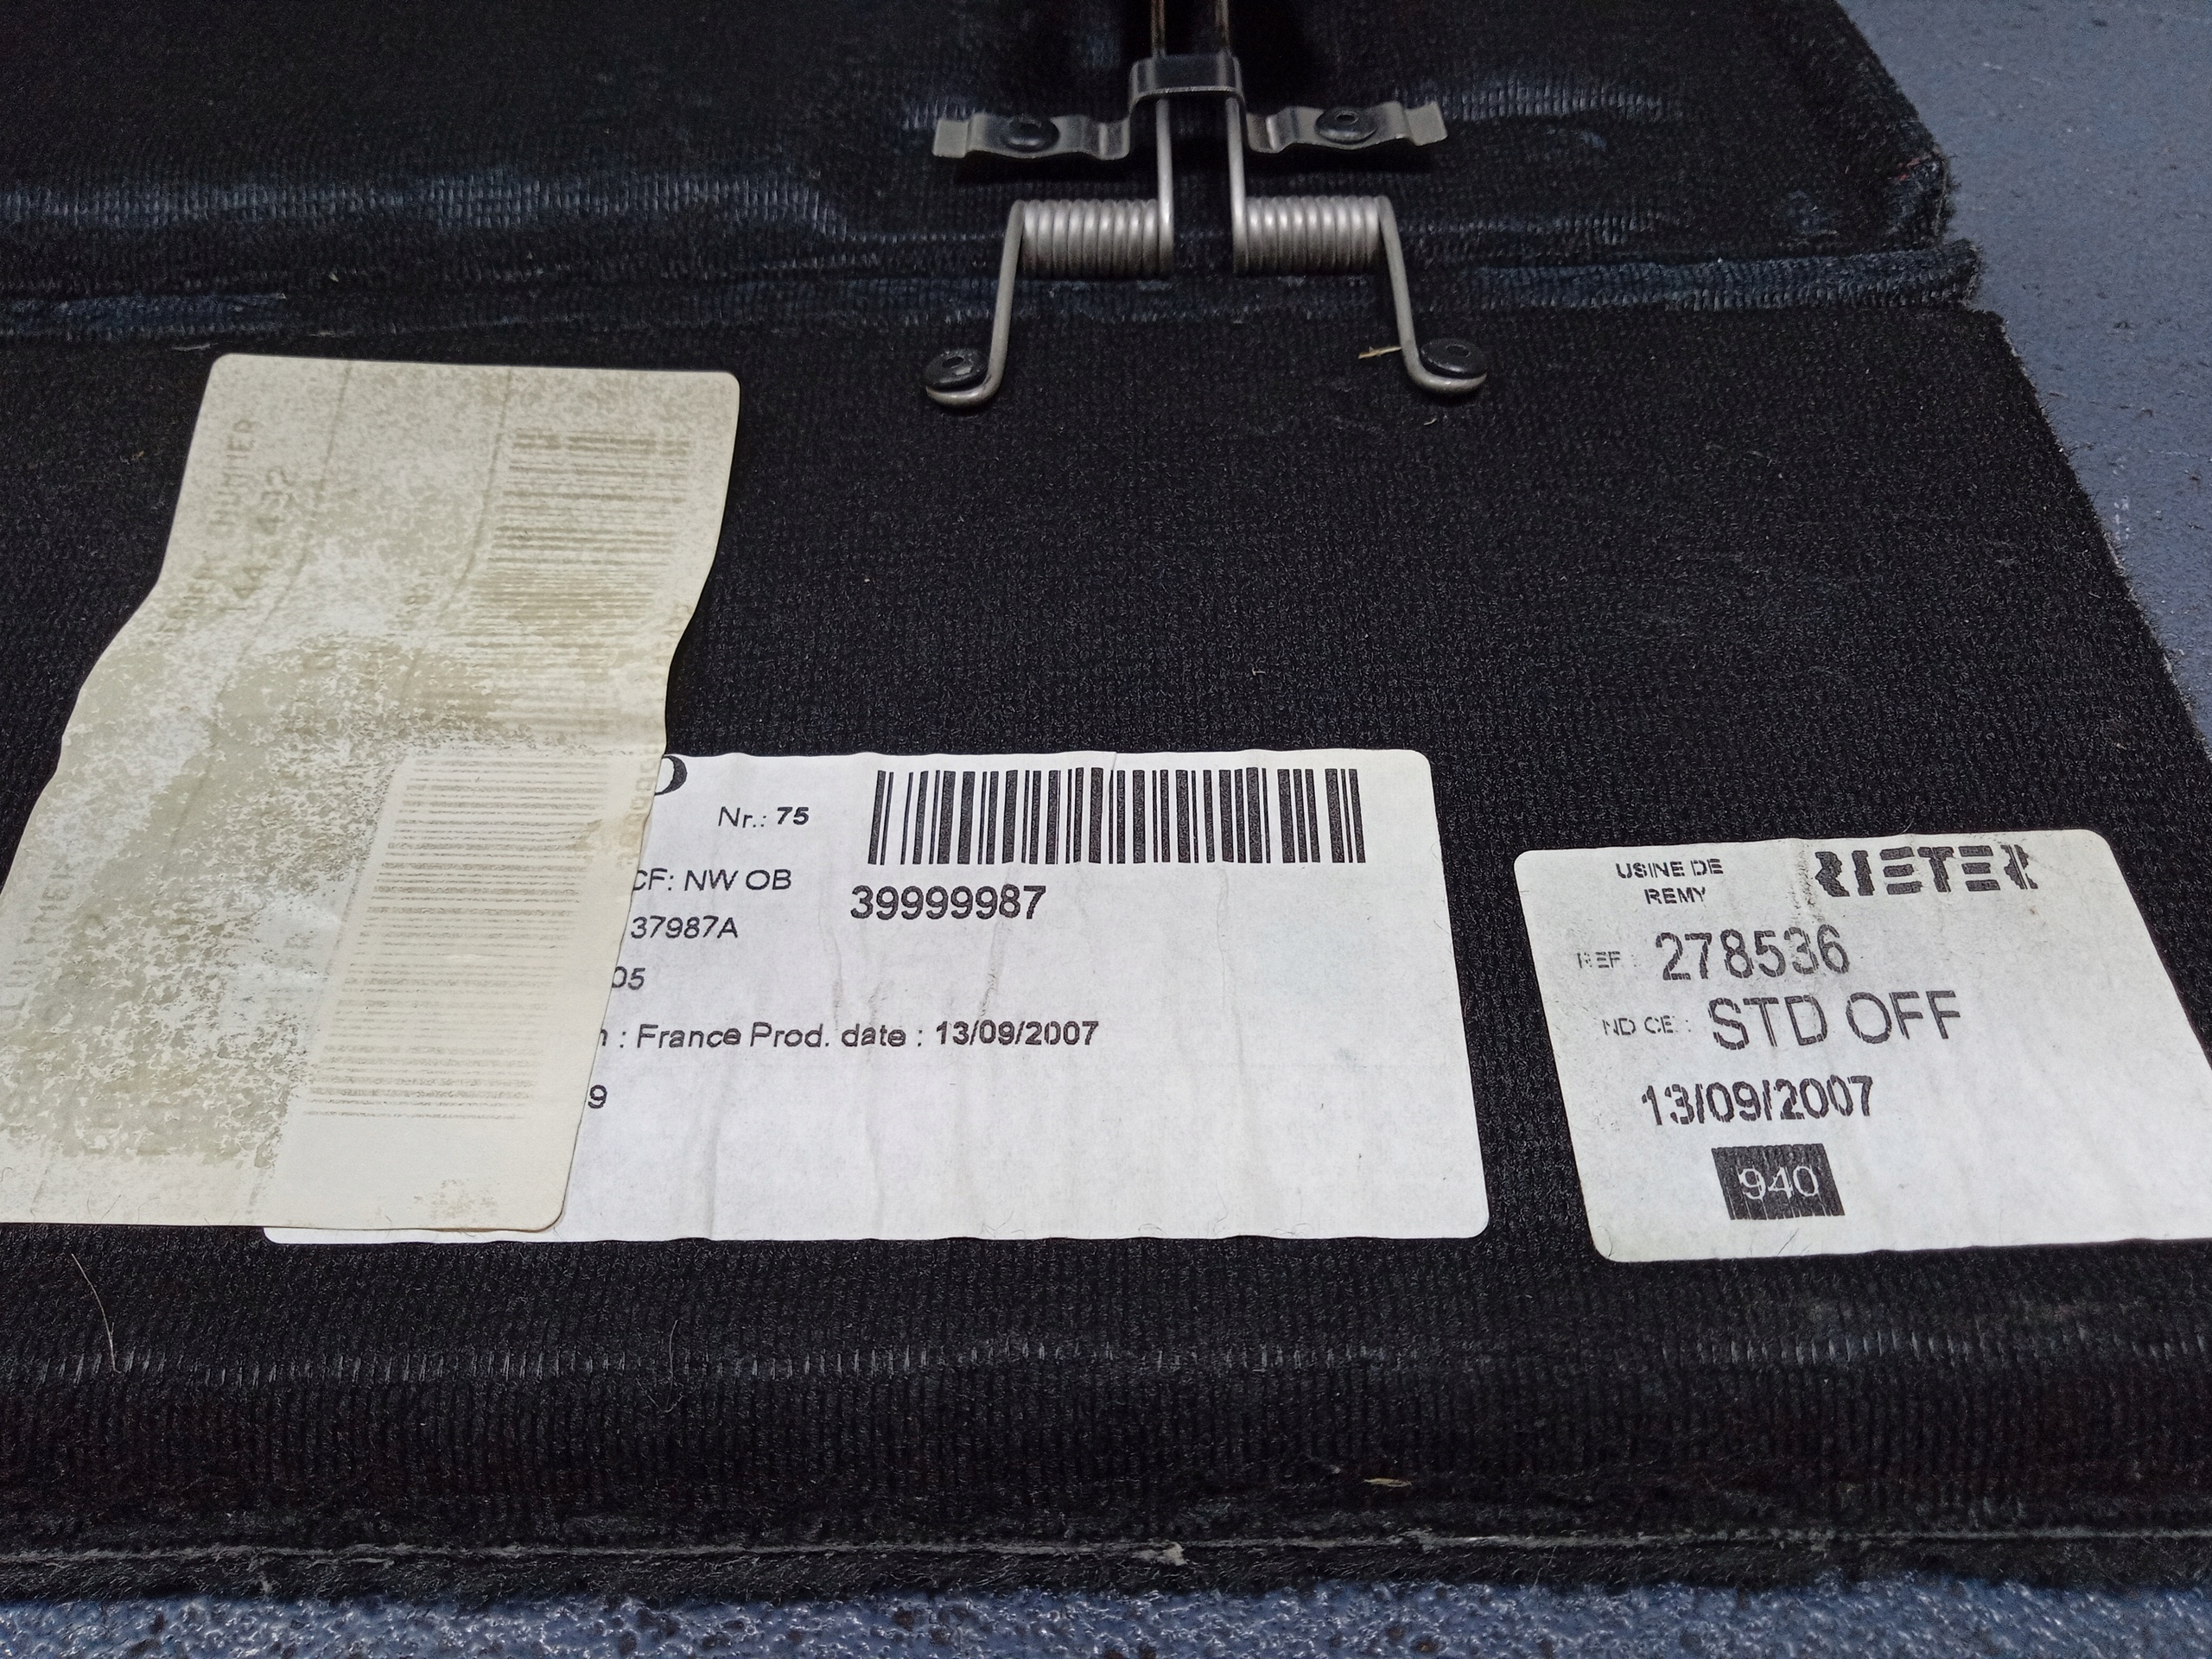 Nr.: 75
CF: NW OB
39999987
37987A
05
n : France Prod. date : 13/09/2007
9
USINE DE
REMY
RIETER
REF : 278536
STD OFF
13/09/2007
940